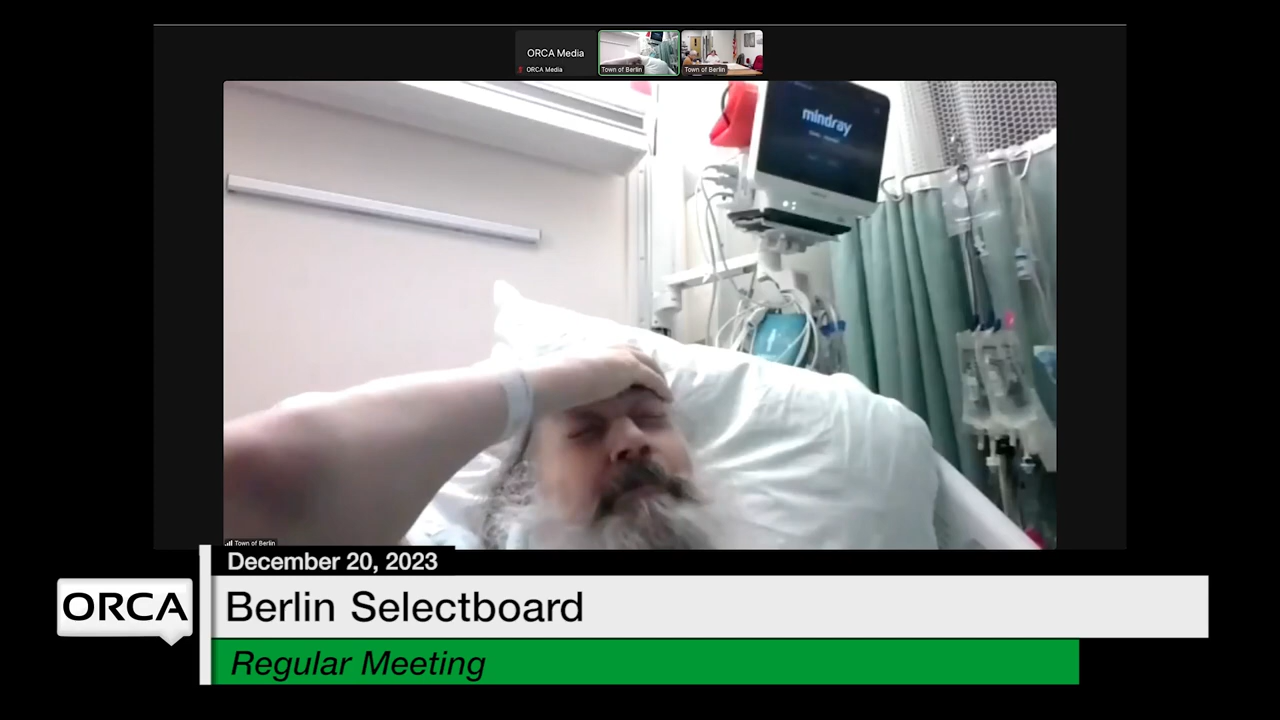 ORCA Media
ORCA Media
Town of Berlin
Town of Berlin
mindray
Town of Berlin
December 20, 2023
ORCA
Berlin Selectboard
Regular Meeting